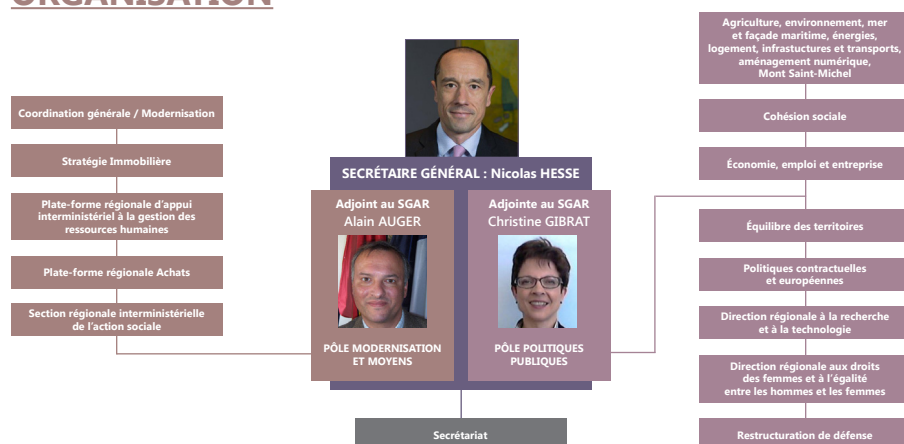 ORGANISATION
Coordination générale / Modernisation
Stratégie Immobilière
Plate-forme régionale d'appui
interministériel à la gestion des
ressources humaines
Plate-forme régionale Achats
Section régionale interministérielle
de l'action sociale
SECRÉTAIRE GÉNÉRAL : Nicolas HESSE
Adjoint au SGAR
Alain AUGER
PÔLE MODERNISATION
ET MOYENS
Adjointe au SGAR
Christine GIBRAT
PÔLE POLITIQUES
PUBLIQUES
Secrétariat
Agriculture, environnement, mer
et façade maritime, énergies,
logement, infrastuctures et transports,
aménagement numérique,
Mont Saint-Michel
Cohésion sociale
Économie, emploi et entreprise
Équilibre des territoires
Politiques contractuelles
et européennes
Direction régionale à la recherche
et à la technologie
Direction régionale aux droits
des femmes et à l'égalité
entre les hommes et les femmes
Restructuration de défense